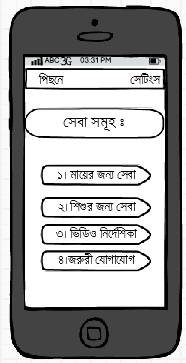 ABC 3G 03:31 PM
পিছনে সেটিংস
সেবা সমূহ ঃ
১। মায়ের জন্য সেবা
২। শিশুর জন্য সেবা
৩। ভিডিও নির্দেশিকা
৪।জরুরী যোগাযোগ